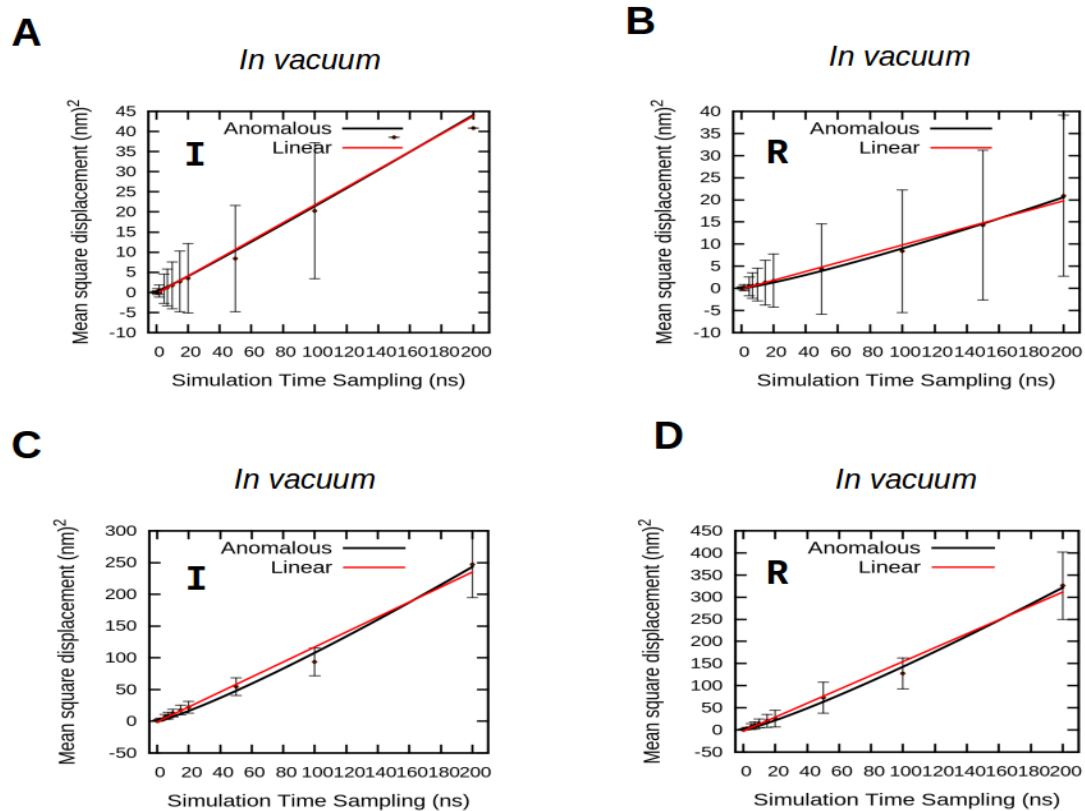 A
In vacuum
Mean square displacement (nm)²
45
40
35
30
25
20
15
10
5
0
-5
-10
Anomalous
Linear
I
0 20 40 60 80 100 120 140 160 180 200
Simulation Time Sampling (ns)
B
In vacuum
Mean square displacement (nm)²
40
35
30
25
20
15
10
5
0
-5
-10
Anomalous
Linear
R
0 20 40 60 80 100 120 140 160 180 200
Simulation Time Sampling (ns)
C
In vacuum
Mean square displacement (nm)²
300
250
200
150
100
50
0
-50
Anomalous
Linear
I
0 20 40 60 80 100 120 140 160 180 200
Simulation Time Sampling (ns)
D
In vacuum
Mean square displacement (nm)²
450
400
350
300
250
200
150
100
50
0
-50
Anomalous
Linear
R
0 20 40 60 80 100 120 140 160 180 200
Simulation Time Sampling (ns)